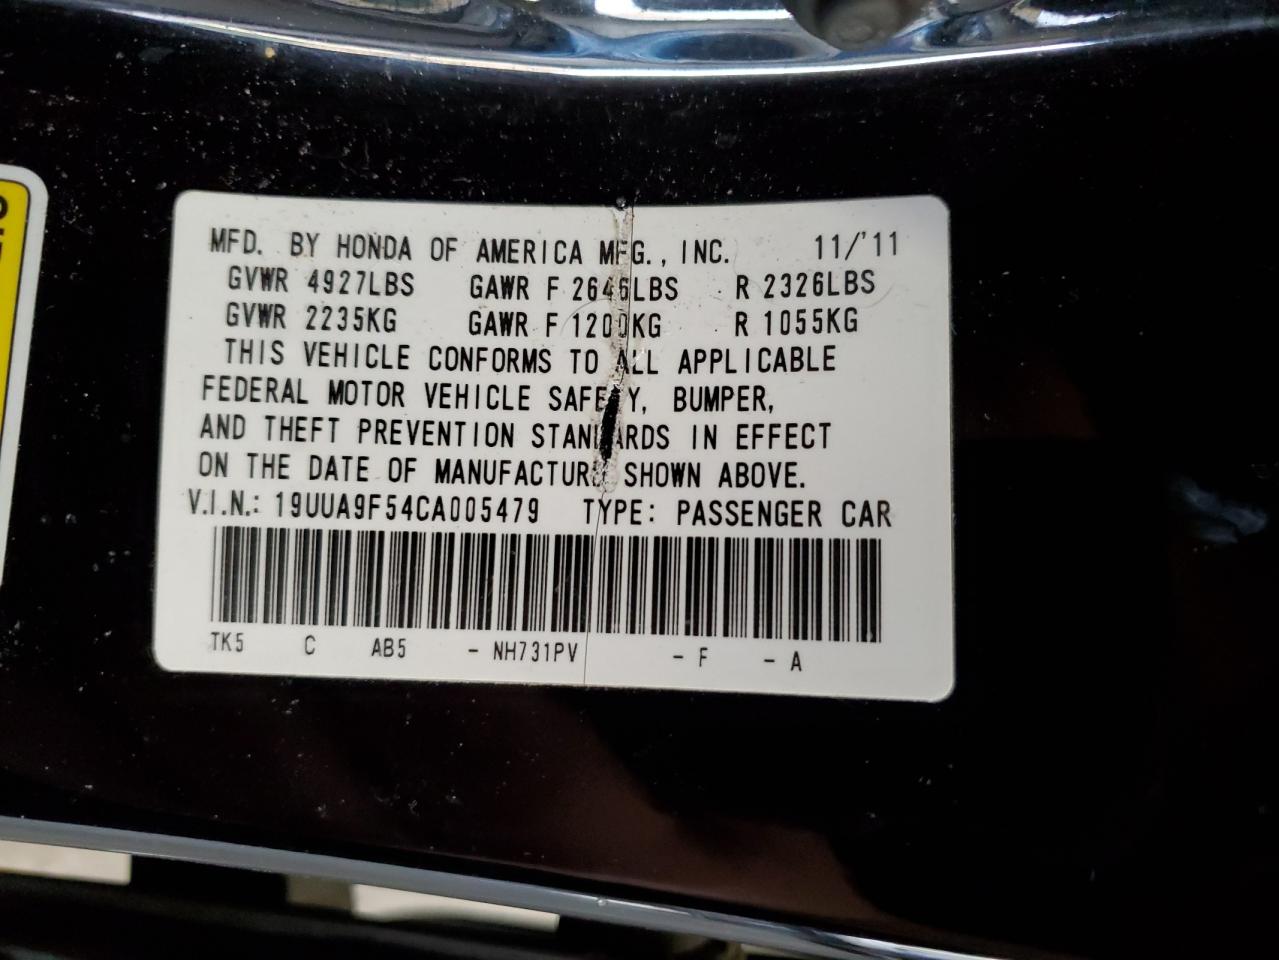 MFD. BY HONDA OF AMERICA MFG., INC. 11/'11
GVWR 4927LBS GAWR F 2646LBS R 2326LBS
GVWR 2235KG GAWR F 1200KG R 1055KG
THIS VEHICLE CONFORMS TO ALL APPLICABLE
FEDERAL MOTOR VEHICLE SAFETY, BUMPER,
AND THEFT PREVENTION STANDARDS IN EFFECT
ON THE DATE OF MANUFACTURE SHOWN ABOVE.
V.I.N.: 19UUA9F54CA005479 TYPE: PASSENGER CAR
TK5 C AB5 - NH731PV - F - A